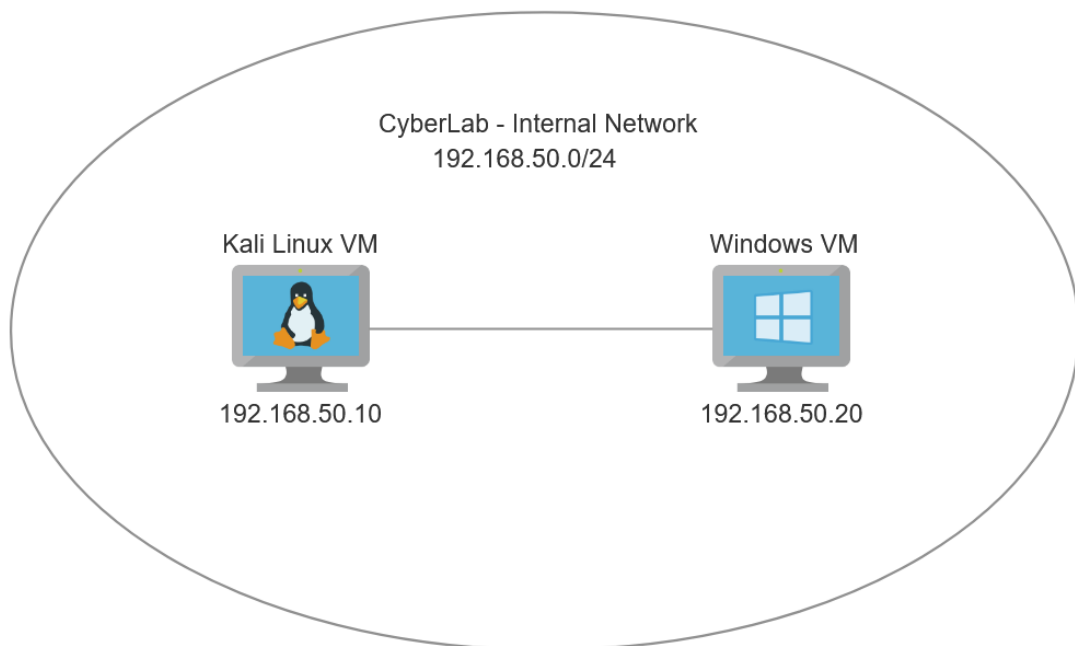 CyberLab - Internal Network
192.168.50.0/24
Kali Linux VM
Windows VM
192.168.50.10
192.168.50.20